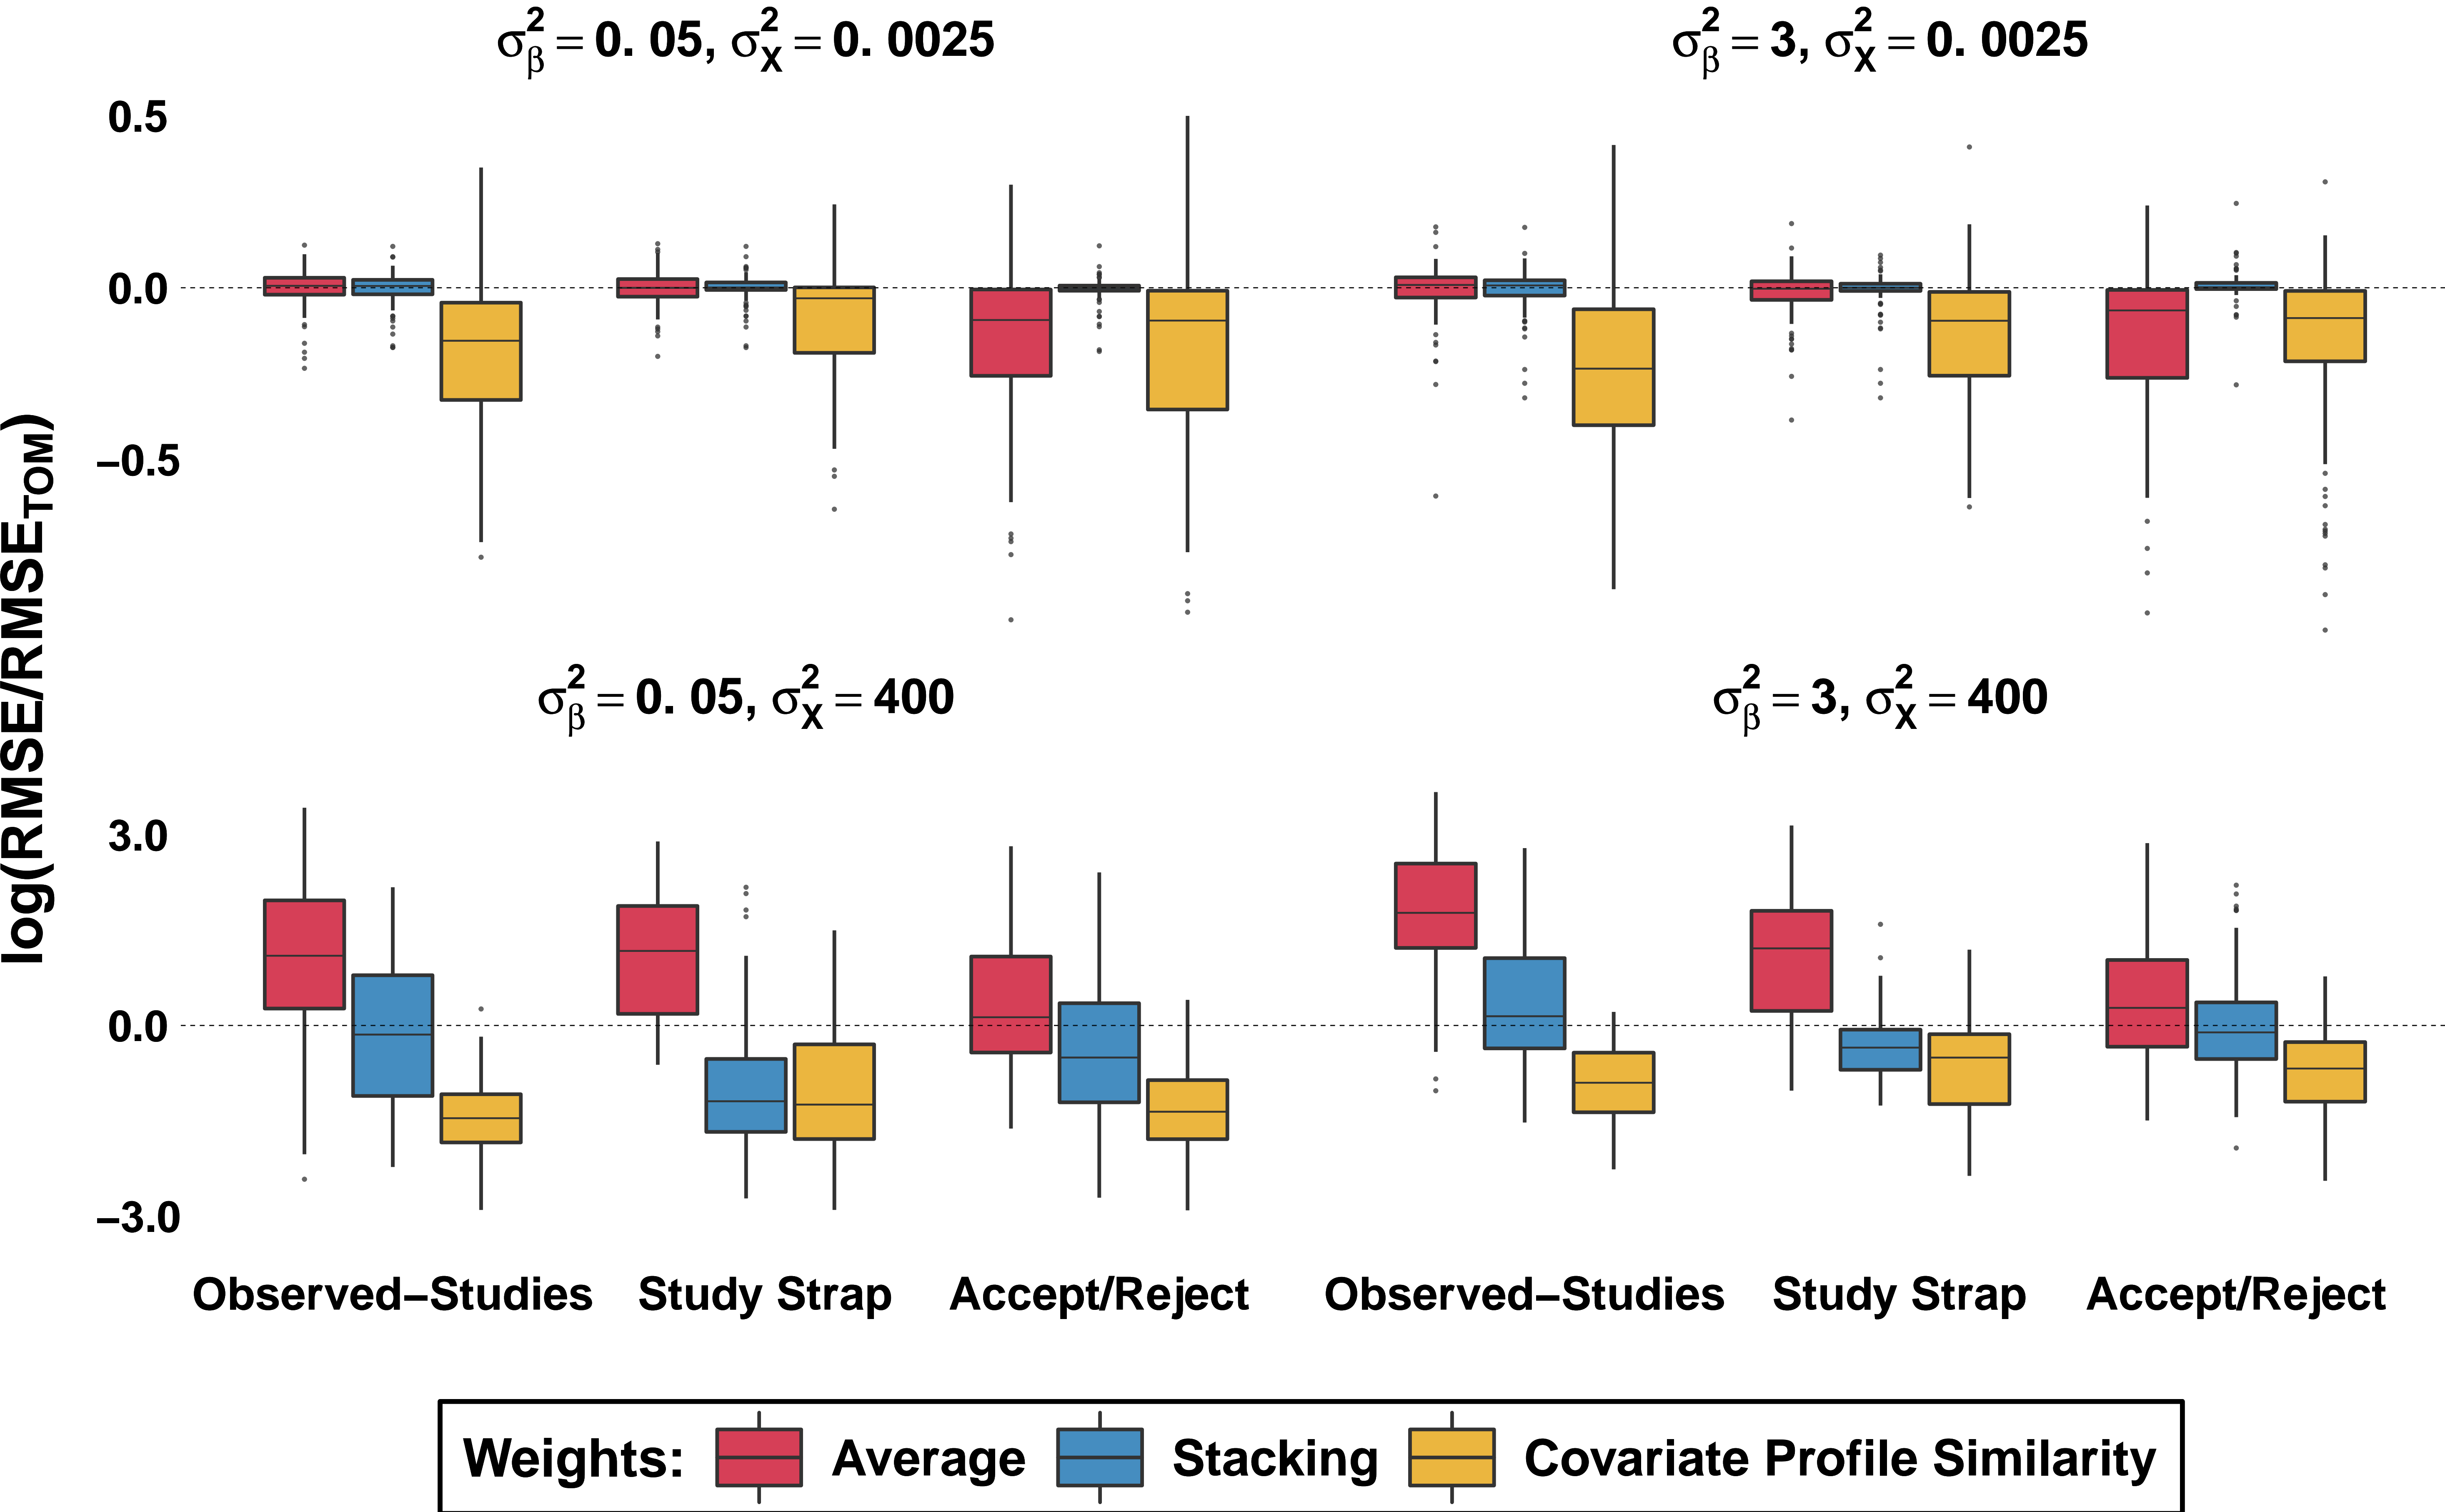 σ²β = 0. 05, σ²X = 0. 0025
σ²β = 3, σ²X = 0. 0025
0.5
0.0
−0.5
log(RMSE/RMSETOM)
σ²β = 0. 05, σ²X = 400
σ²β = 3, σ²X = 400
3.0
0.0
−3.0
Observed−Studies Study Strap Accept/Reject Observed−Studies Study Strap Accept/Reject
Weights: Average Stacking Covariate Profile Similarity